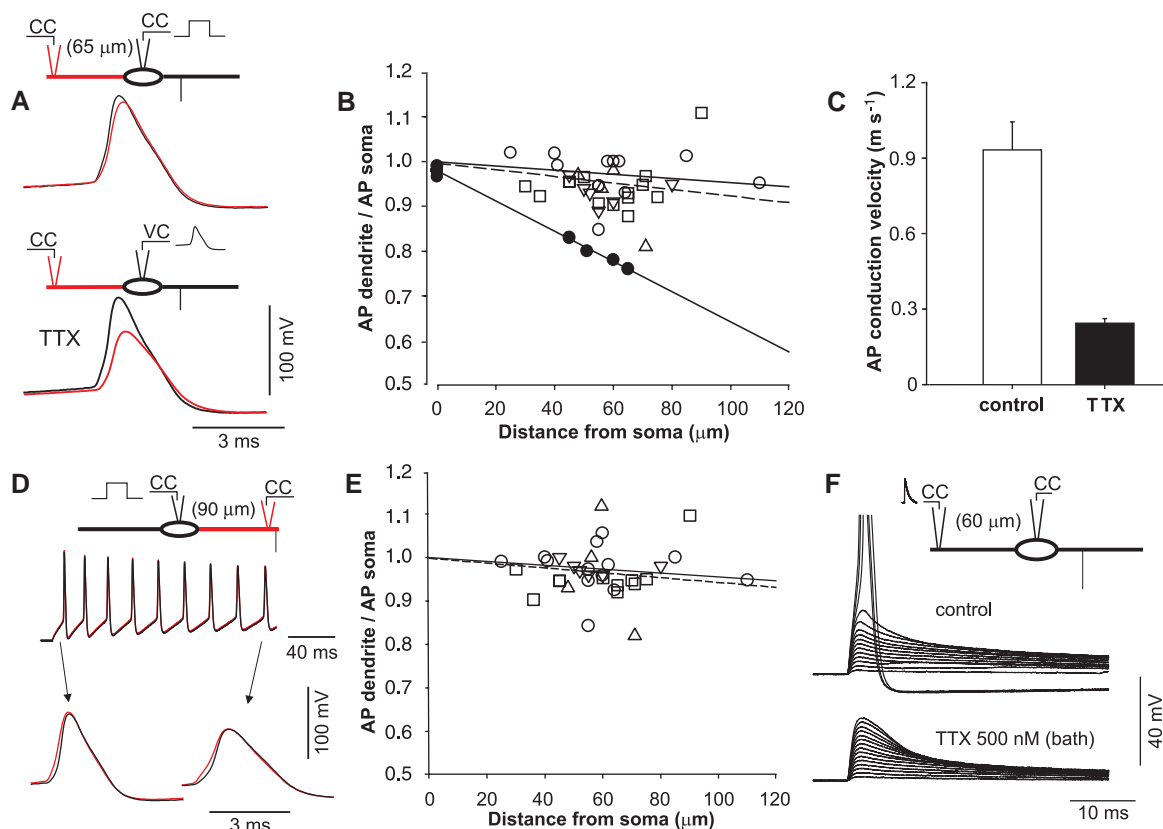 A
CC
(65 μm)
CC
CC
VC
TTX
100 mV
3 ms
B
AP dendrite / AP soma
1.2
1.1
1.0
0.9
0.8
0.7
0.6
0.5
0 20 40 60 80 100 120
Distance from soma (μm)
C
AP conduction velocity (m s⁻¹)
1.2
0.9
0.6
0.3
0
control TTX
D
CC
(90 μm)
CC
40 ms
100 mV
3 ms
E
AP dendrite / AP soma
1.2
1.1
1.0
0.9
0.8
0.7
0.6
0.5
0 20 40 60 80 100 120
Distance from soma (μm)
F
CC
(60 μm)
CC
control
TTX 500 nM (bath)
40 mV
10 ms